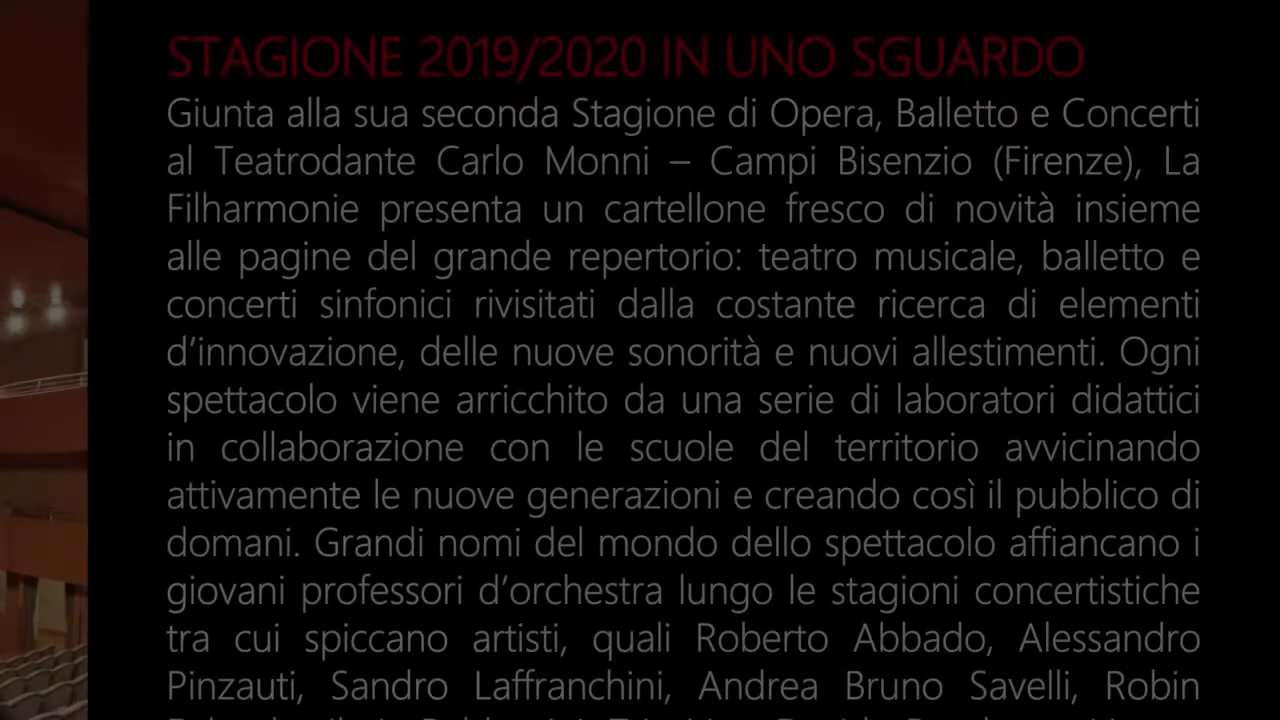 STAGIONE 2019/2020 IN UNO SGUARDO
Giunta alla sua seconda Stagione di Opera, Balletto e Concerti
al Teatrodante Carlo Monni – Campi Bisenzio (Firenze), La
Filharmonie presenta un cartellone fresco di novità insieme
alle pagine del grande repertorio: teatro musicale, balletto e
concerti sinfonici rivisitati dalla costante ricerca di elementi
d’innovazione, delle nuove sonorità e nuovi allestimenti. Ogni
spettacolo viene arricchito da una serie di laboratori didattici
in collaborazione con le scuole del territorio avvicinando
attivamente le nuove generazioni e creando così il pubblico di
domani. Grandi nomi del mondo dello spettacolo affiancano i
giovani professori d’orchestra lungo le stagioni concertistiche
tra cui spiccano artisti, quali Roberto Abbado, Alessandro
Pinzauti, Sandro Laffranchini, Andrea Bruno Savelli, Robin